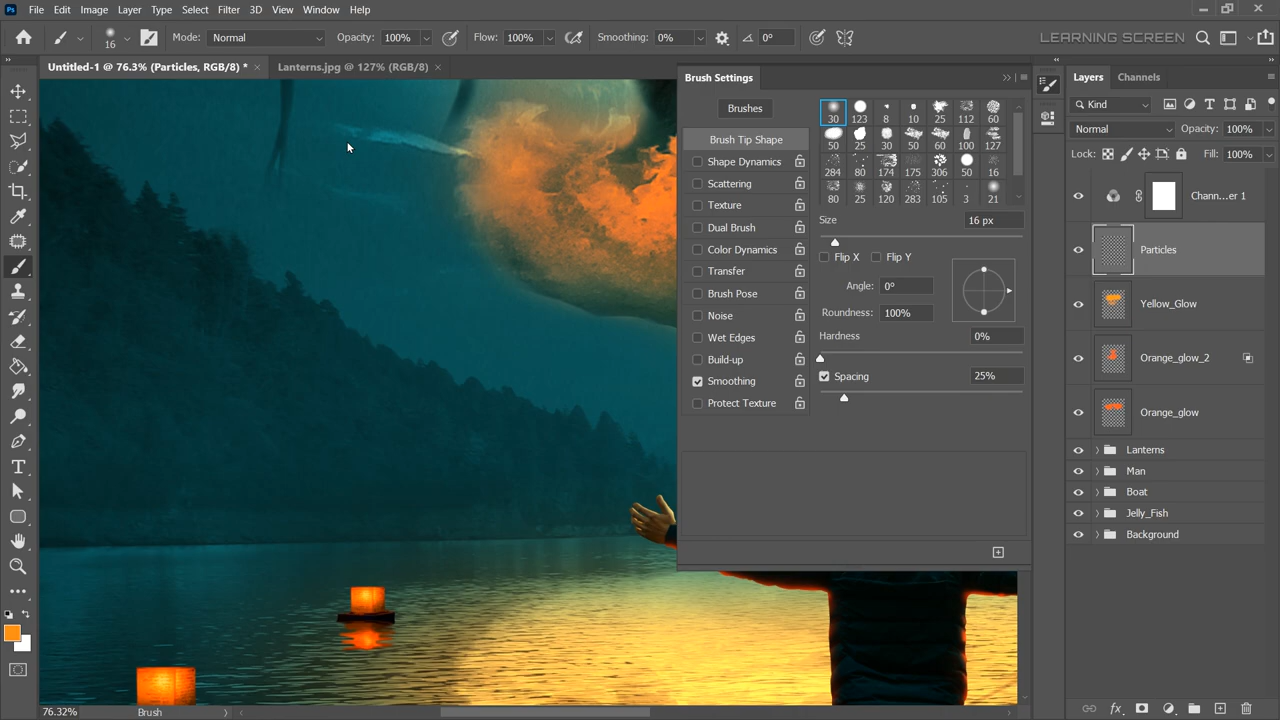 Ps File Edit Image Layer Type Select Filter 3D View Window Help
16 Mode: Normal Opacity: 100% Flow: 100% Smoothing: 0% 0° LEARNING SCREEN
Untitled-1 @ 76.3% (Particles, RGB/8) * × Lanterns.jpg @ 127% (RGB/8) ×
Brush Settings
Brushes
Brush Tip Shape
Shape Dynamics
Scattering
Texture
Dual Brush
Color Dynamics
Transfer
Brush Pose
Noise
Wet Edges
Build-up
Smoothing
Protect Texture
30 123 8 10 25 112 60
50 25 30 50 60 100 127
284 80 174 175 306 50 16
80 25 120 283 105 3 21
Size 16 px
Flip X Flip Y
Angle: 0°
Roundness: 100%
Hardness 0%
Spacing 25%
Layers Channels
Kind
Normal Opacity: 100%
Lock: Fill: 100%
Chann...er 1
Particles
Yellow_Glow
Orange_glow_2
Orange_glow
Lanterns
Man
Boat
Jelly_Fish
Background
fx
76.32% Brush